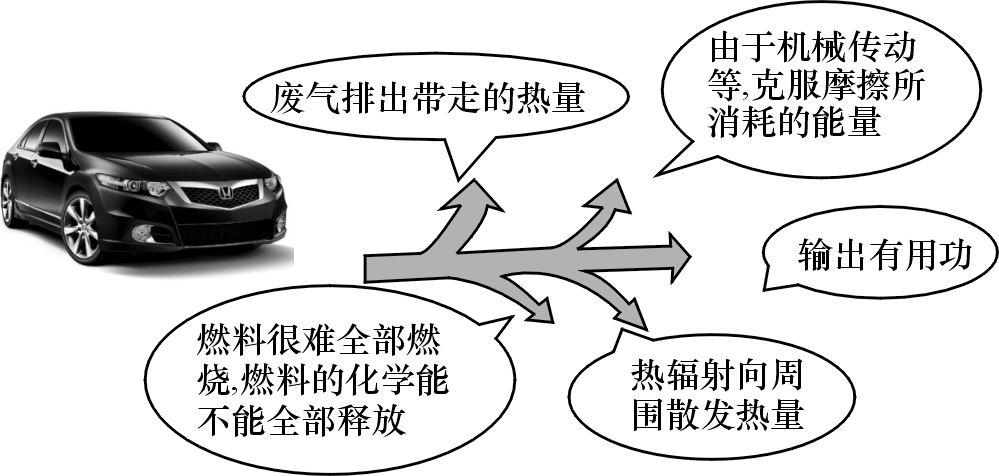 废气排出带走的热量
由于机械传动
等,克服摩擦所
消耗的能量
输出有用功
燃料很难全部燃
烧,燃料的化学能
不能全部释放
热辐射向周
围散发热量